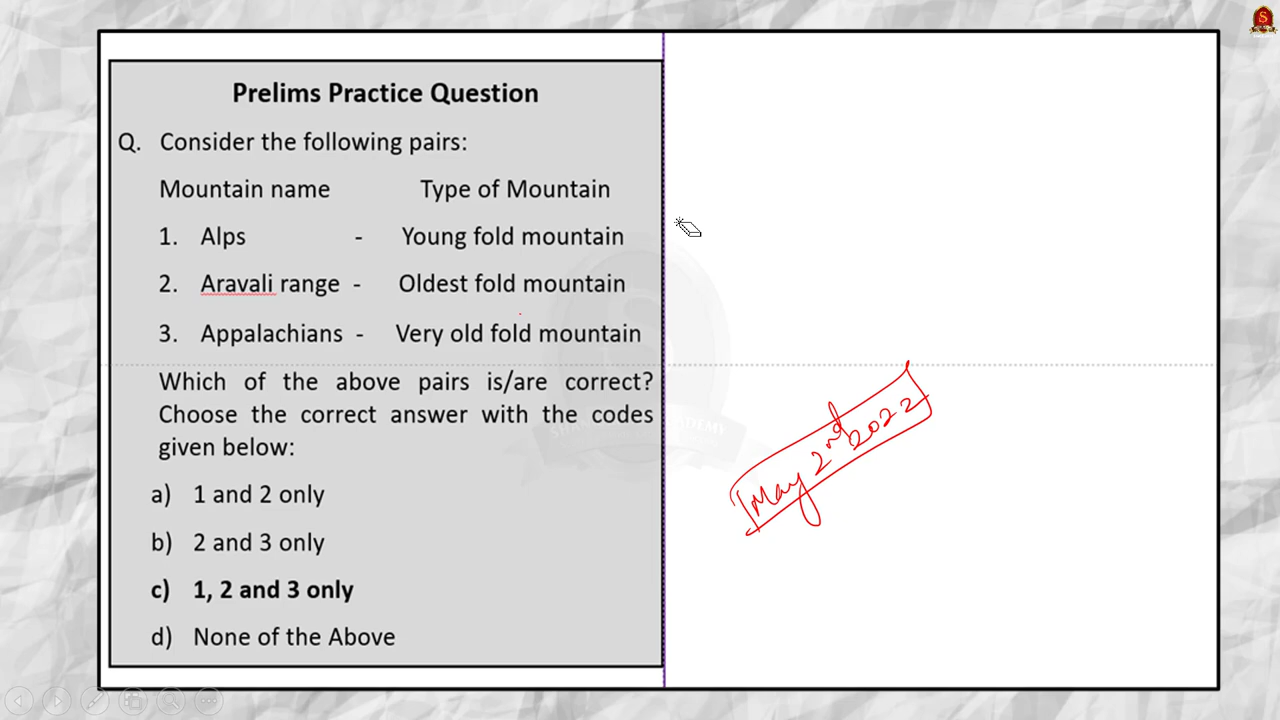 Prelims Practice Question
Q. Consider the following pairs:
Mountain name Type of Mountain
1. Alps - Young fold mountain
2. Aravali range - Oldest fold mountain
3. Appalachians - Very old fold mountain
Which of the above pairs is/are correct?
Choose the correct answer with the codes
given below:
a) 1 and 2 only
b) 2 and 3 only
c) 1, 2 and 3 only
d) None of the Above
May 2nd 2022